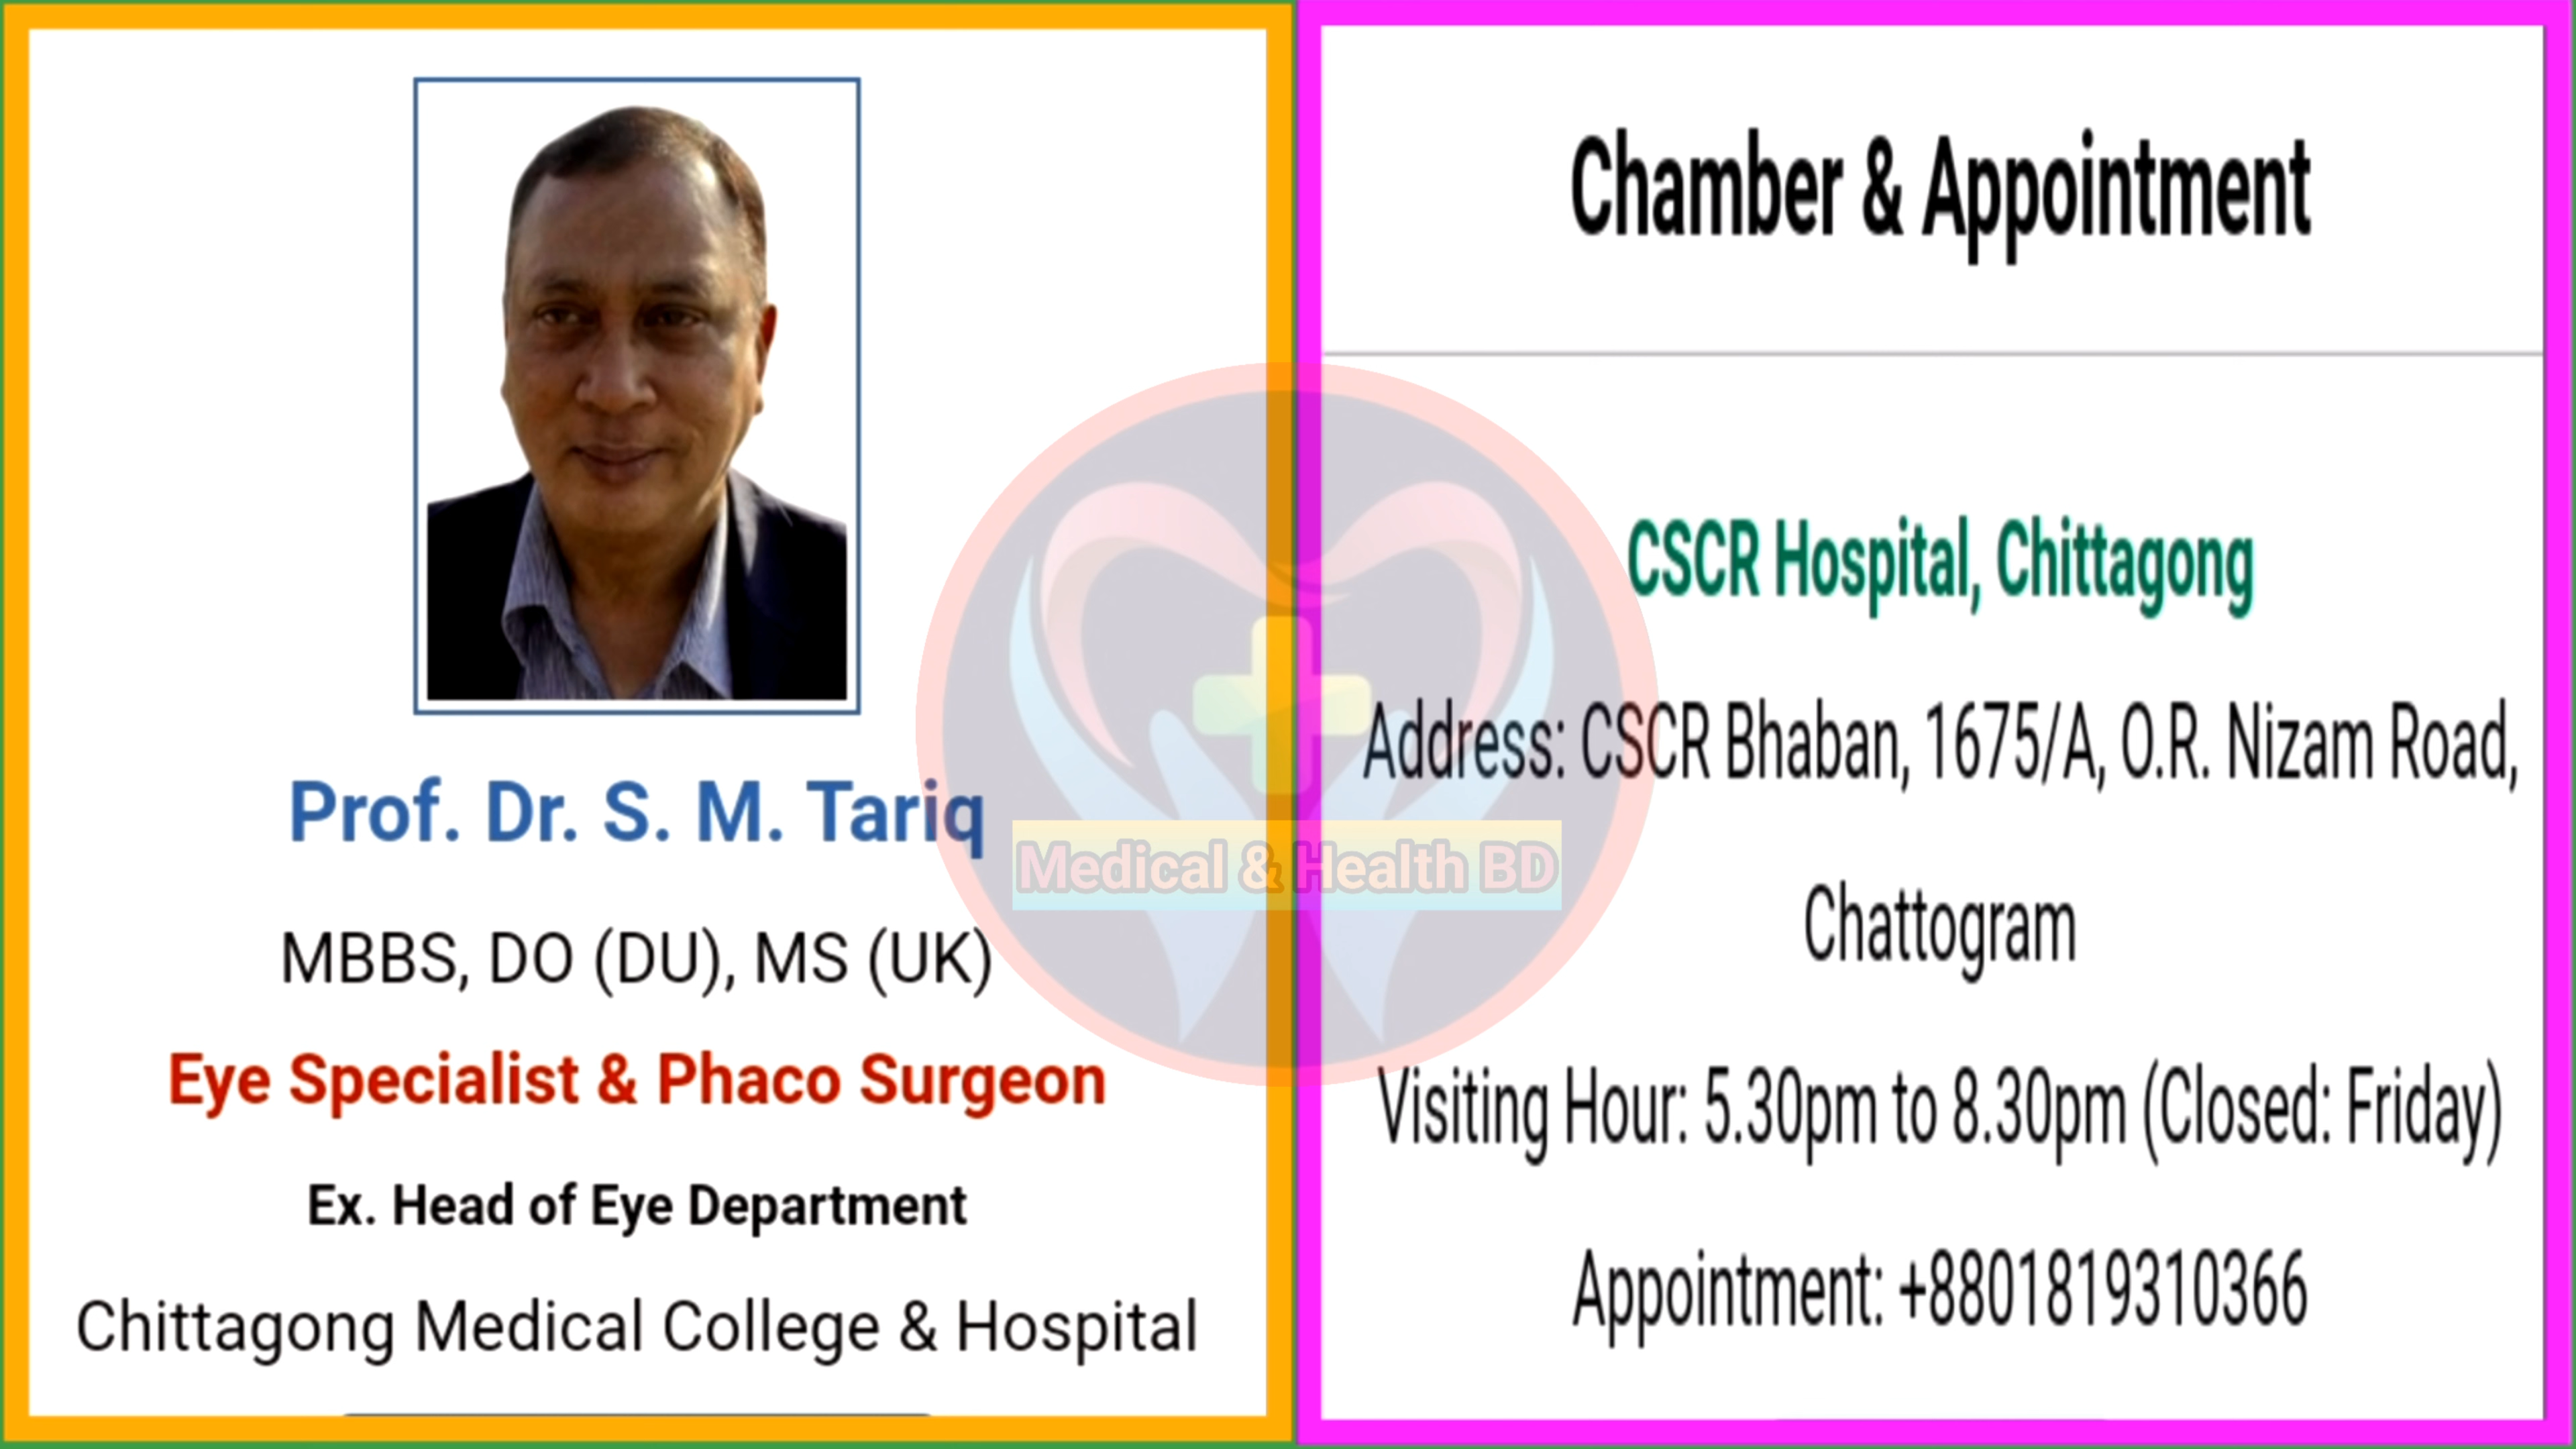 Prof. Dr. S. M. Tariq
MBBS, DO (DU), MS (UK)
Eye Specialist & Phaco Surgeon
Ex. Head of Eye Department
Chittagong Medical College & Hospital
Chamber & Appointment
CSCR Hospital, Chittagong
Address: CSCR Bhaban, 1675/A, O.R. Nizam Road,
Chattogram
Visiting Hour: 5.30pm to 8.30pm (Closed: Friday)
Appointment: +8801819310366
Medical & Health BD